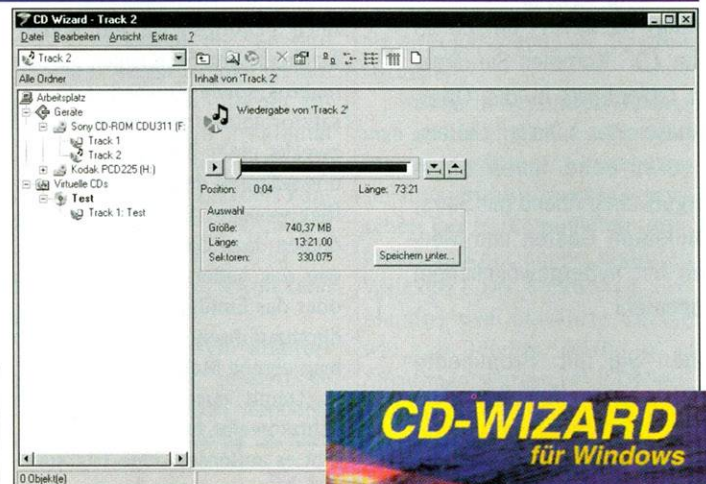 CD Wizard - Track 2
Datei Bearbeiten Ansicht Extras ?
Track 2
Alle Ordner
Inhalt von 'Track 2'
Arbeitsplatz
Geräte
Sony CD-ROM CDU311 (F:
Track 1
Track 2
Kodak PCD225 (H:)
Virtuelle CDs
Test
Track 1: Test
Wiedergabe von 'Track 2'
Position: 0:04 Länge: 73:21
Auswahl
Größe: 740,37 MB
Länge: 13:21.00
Sektoren: 330.075
Speichern unter...
0 Objekt(e)
CD-WIZARD
für Windows